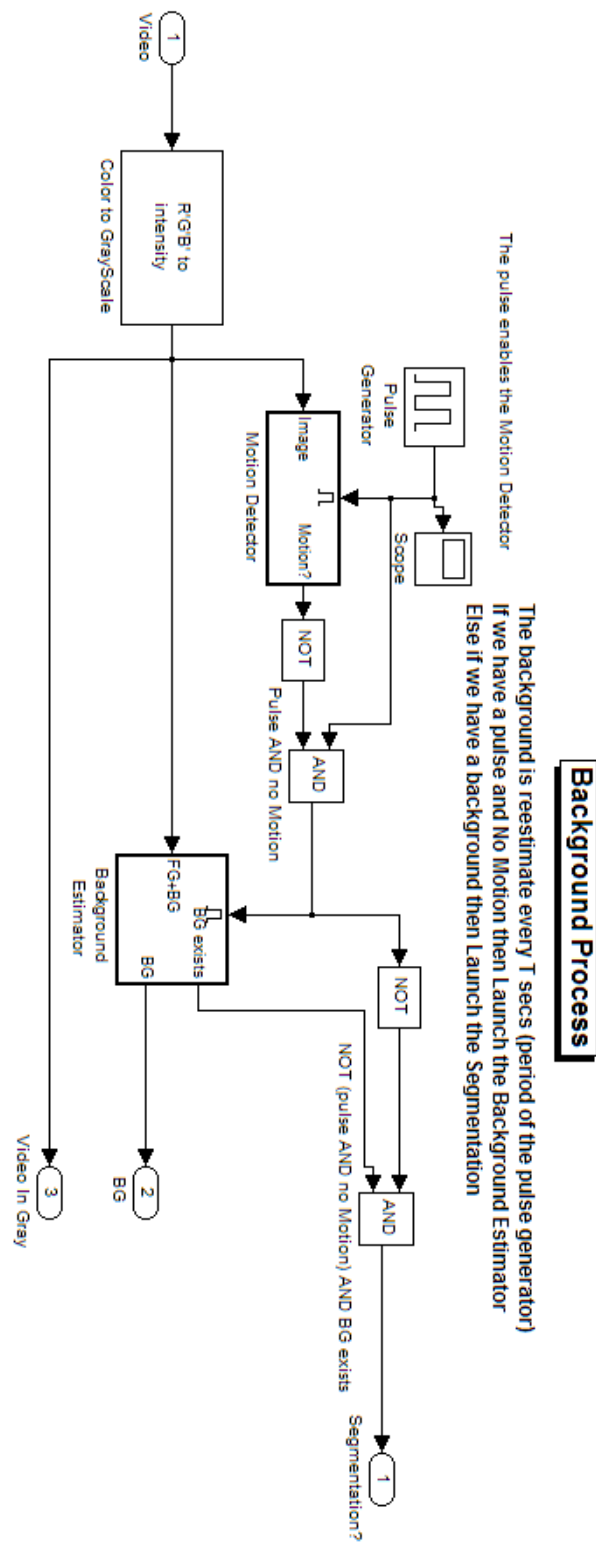 Background Process
The background is reestimate every T secs (period of the pulse generator)
If we have a pulse and No Motion then Launch the Background Estimator
Else if we have a background then Launch the Segmentation
The pulse enables the Motion Detector
Pulse
Generator
Scope
1
Video
R'G'B' to
intensity
Color to GrayScale
Image
Motion?
Motion Detector
NOT
AND
Pulse AND no Motion
FG+BG
BG exists
BG
Background
Estimator
NOT
AND
NOT (pulse AND no Motion) AND BG exists
1
Segmentation?
2
BG
3
Video In Gray